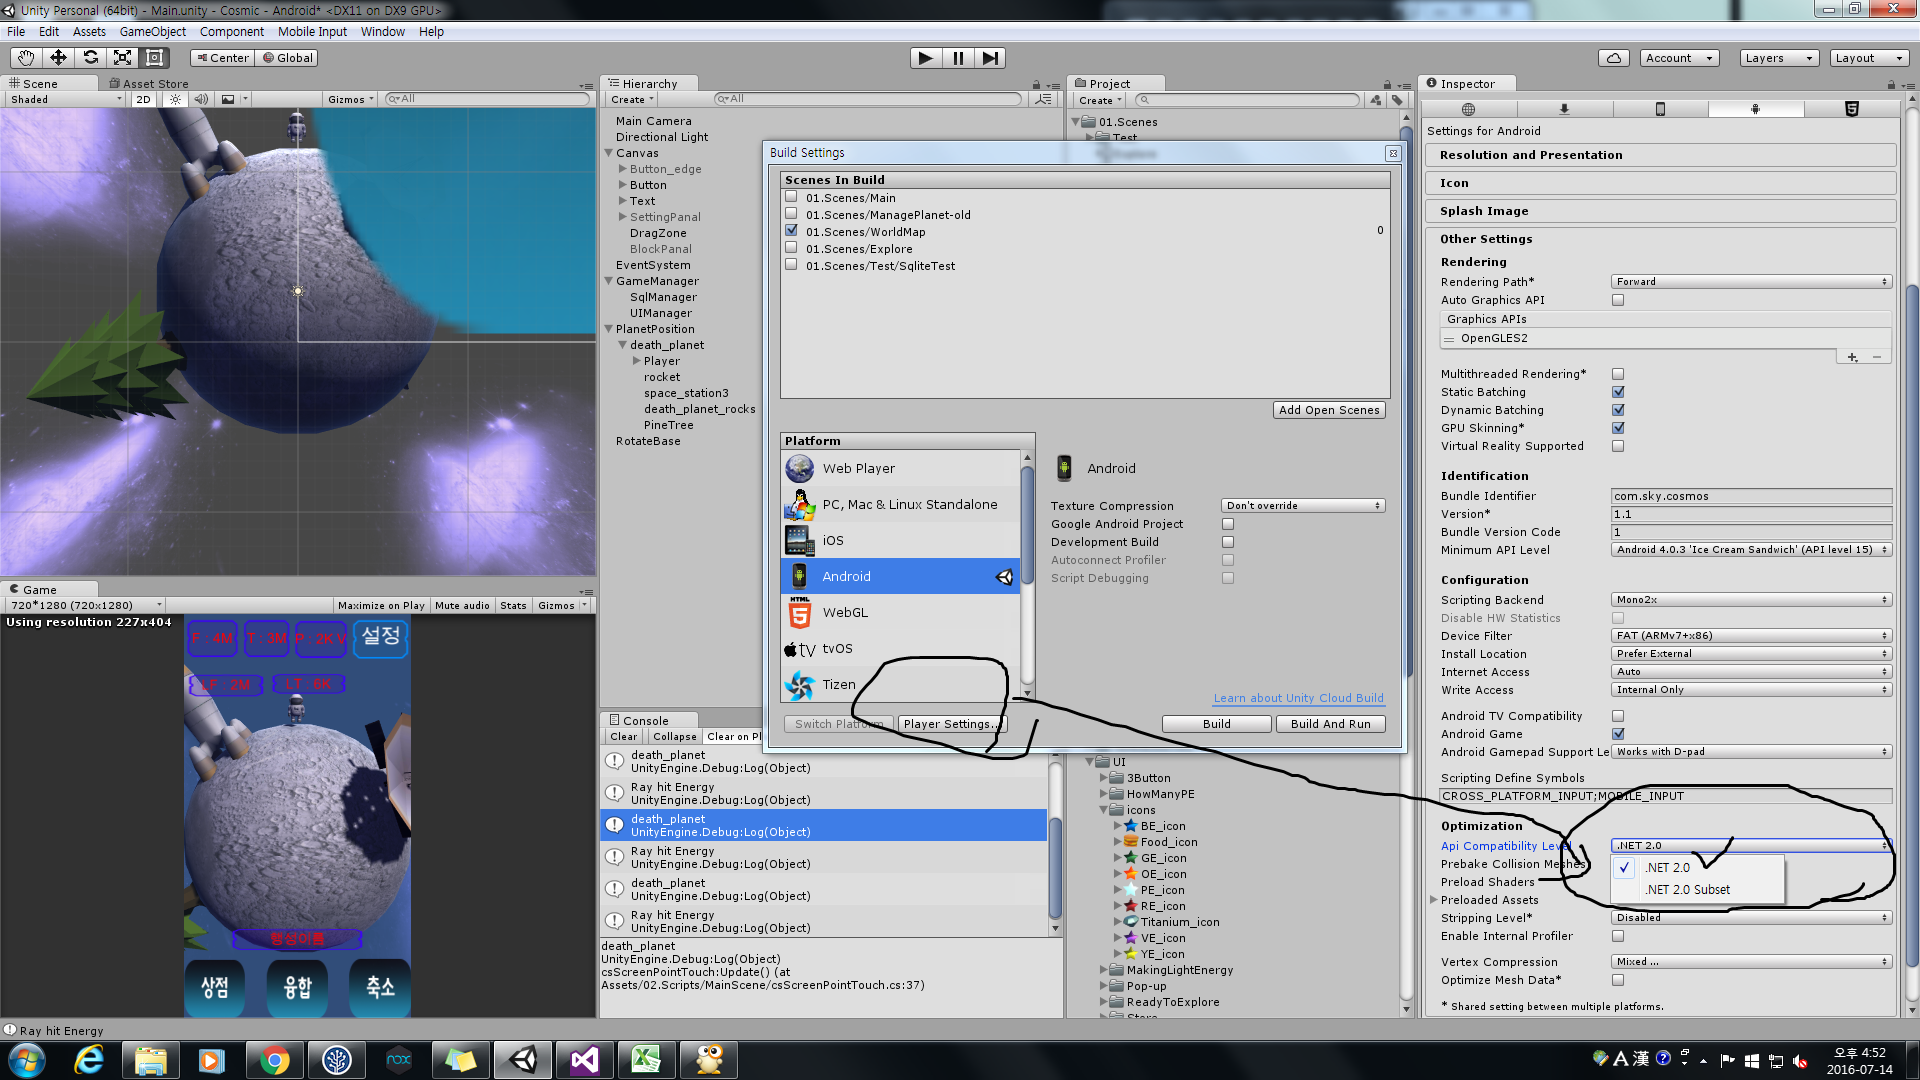 Unity Personal (64bit) - Main.unity - Cosmic - Android* <DX11 on DX9 GPU>
File Edit Assets GameObject Component Mobile Input Window Help
Center Global Account Layers Layout
Scene Asset Store
Shaded 2D Gizmos All
Hierarchy
Create All
Main Camera
Directional Light
Canvas
Button_edge
Button
Text
SettingPanal
DragZone
BlockPanal
EventSystem
GameManager
SqlManager
UIManager
PlanetPosition
death_planet
Player
rocket
space_station3
death_planet_rocks
PineTree
RotateBase
Project
Create
01.Scenes
Test
Build Settings
Scenes In Build
01.Scenes/Main
01.Scenes/ManagePlanet-old
01.Scenes/WorldMap 0
01.Scenes/Explore
01.Scenes/Test/SqliteTest
Add Open Scenes
Platform
Web Player
PC, Mac & Linux Standalone
iOS
Android
HTML
WebGL
tv tvOS
Tizen
Android
Texture Compression Don't override
Google Android Project
Development Build
Autoconnect Profiler
Script Debugging
Learn about Unity Cloud Build
Switch Platform Player Settings... Build Build And Run
Game
720*1280 (720x1280) Maximize on Play Mute audio Stats Gizmos
Using resolution 227x404
F:4M T:3M P:2KV 설정
LF:2M LT:6K
행성이름
상점 융합 축소
Console
Clear Collapse Clear on Pl
death_planet
UnityEngine.Debug:Log(Object)
Ray hit Energy
UnityEngine.Debug:Log(Object)
death_planet
UnityEngine.Debug:Log(Object)
Ray hit Energy
UnityEngine.Debug:Log(Object)
death_planet
UnityEngine.Debug:Log(Object)
Ray hit Energy
UnityEngine.Debug:Log(Object)
death_planet
UnityEngine.Debug:Log(Object)
csScreenPointTouch:Update() (at
Assets/02.Scripts/MainScene/csScreenPointTouch.cs:37)
UI
3Button
HowManyPE
icons
BE_icon
Food_icon
GE_icon
OE_icon
PE_icon
RE_icon
Titanium_icon
VE_icon
YE_icon
MakingLightEnergy
Pop-up
ReadyToExplore
Store
Inspector
Settings for Android
Resolution and Presentation
Icon
Splash Image
Other Settings
Rendering
Rendering Path* Forward
Auto Graphics API
Graphics APIs
OpenGLES2
Multithreaded Rendering*
Static Batching
Dynamic Batching
GPU Skinning*
Virtual Reality Supported
Identification
Bundle Identifier com.sky.cosmos
Version* 1.1
Bundle Version Code 1
Minimum API Level Android 4.0.3 'Ice Cream Sandwich' (API level 15)
Configuration
Scripting Backend Mono2x
Disable HW Statistics
Device Filter FAT (ARMv7+x86)
Install Location Prefer External
Internet Access Auto
Write Access Internal Only
Android TV Compatibility
Android Game
Android Gamepad Support Le Works with D-pad
Scripting Define Symbols
CROSS_PLATFORM_INPUT;MOBILE_INPUT
Optimization
Api Compatibility Level .NET 2.0
.NET 2.0
.NET 2.0 Subset
Prebake Collision Meshes
Preload Shaders
Preloaded Assets
Stripping Level* Disabled
Enable Internal Profiler
Vertex Compression Mixed ...
Optimize Mesh Data*
* Shared setting between multiple platforms.
Ray hit Energy
nox
A 漢
오후 4:52
2016-07-14